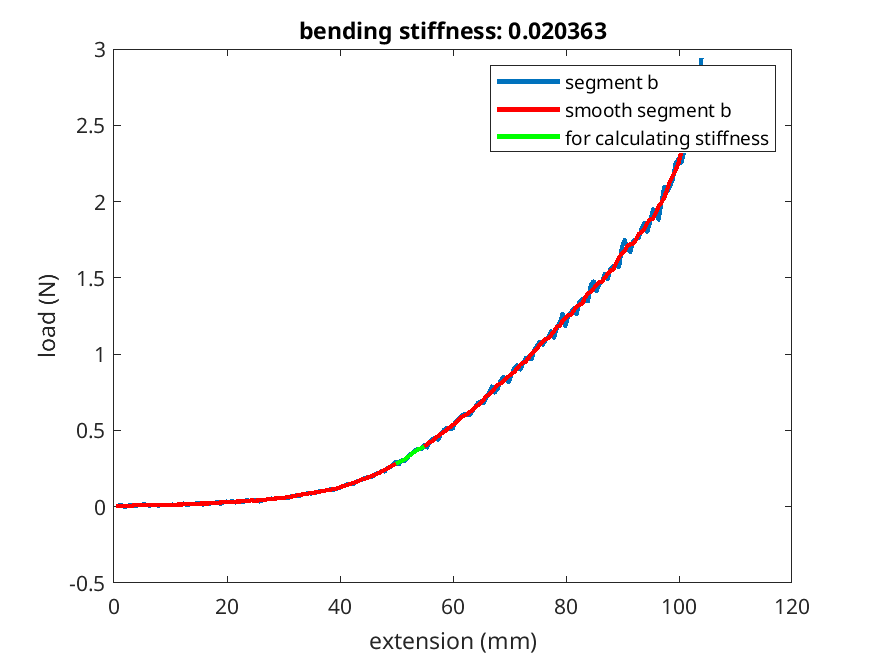 bending stiffness: 0.020363
segment b
smooth segment b
for calculating stiffness
3
2.5
2
1.5
1
0.5
0
-0.5
load (N)
0 20 40 60 80 100 120
extension (mm)